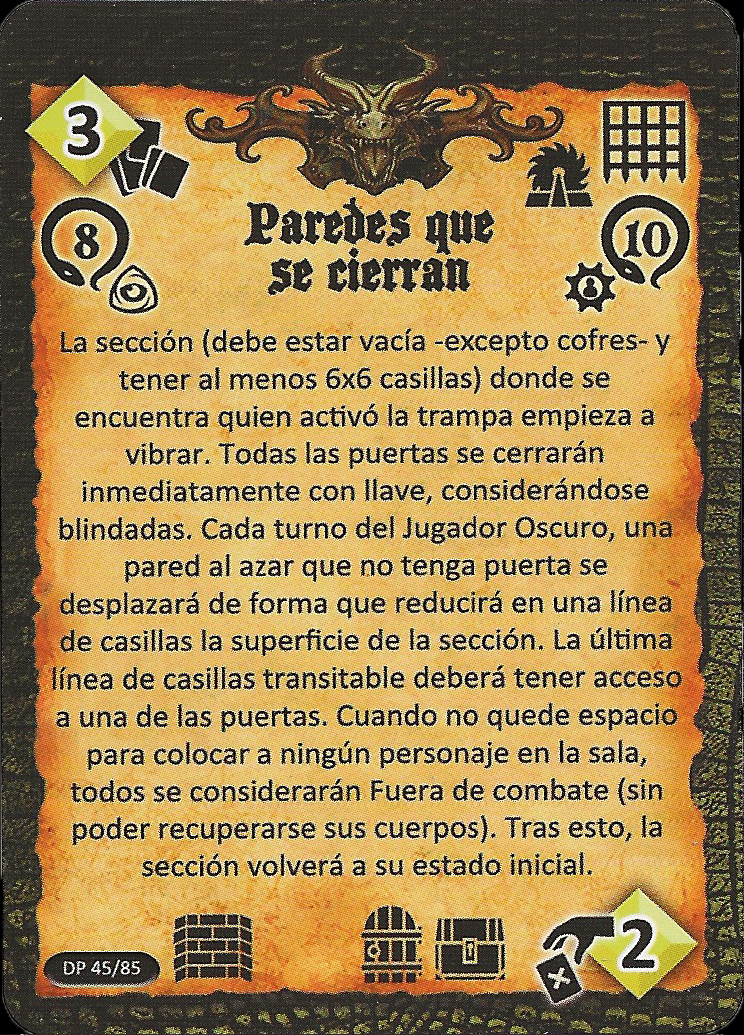 3
8
10
Paredes que
se cierran
La sección (debe estar vacía -excepto cofres- y
tener al menos 6x6 casillas) donde se
encuentra quien activó la trampa empieza a
vibrar. Todas las puertas se cerrarán
inmediatamente con llave, considerándose
blindadas. Cada turno del Jugador Oscuro, una
pared al azar que no tenga puerta se
desplazará de forma que reducirá en una línea
de casillas la superficie de la sección. La última
línea de casillas transitable deberá tener acceso
a una de las puertas. Cuando no quede espacio
para colocar a ningún personaje en la sala,
todos se considerarán Fuera de combate (sin
poder recuperarse sus cuerpos). Tras esto, la
sección volverá a su estado inicial.
DP 45/85
2